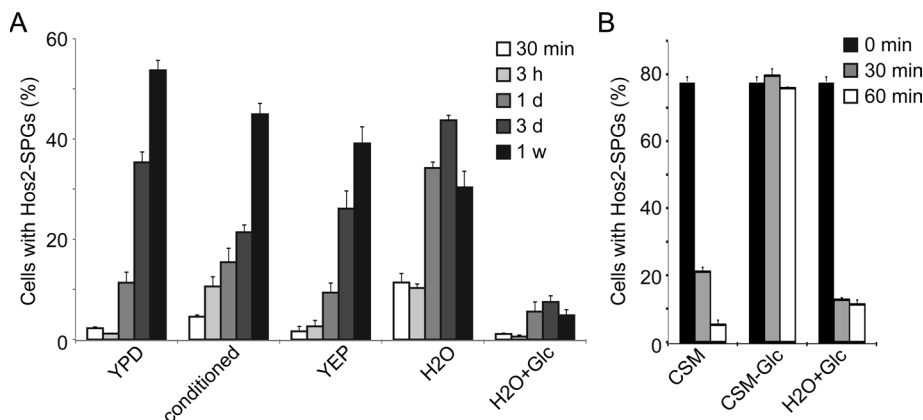 A
Cells with Hos2-SPGs (%)
60
40
20
0
30 min
3 h
1 d
3 d
1 w
YPD
conditioned
YEP
H2O
H2O+Glc
B
Cells with Hos2-SPGs (%)
80
60
40
20
0
0 min
30 min
60 min
CSM
CSM-Glc
H2O+Glc